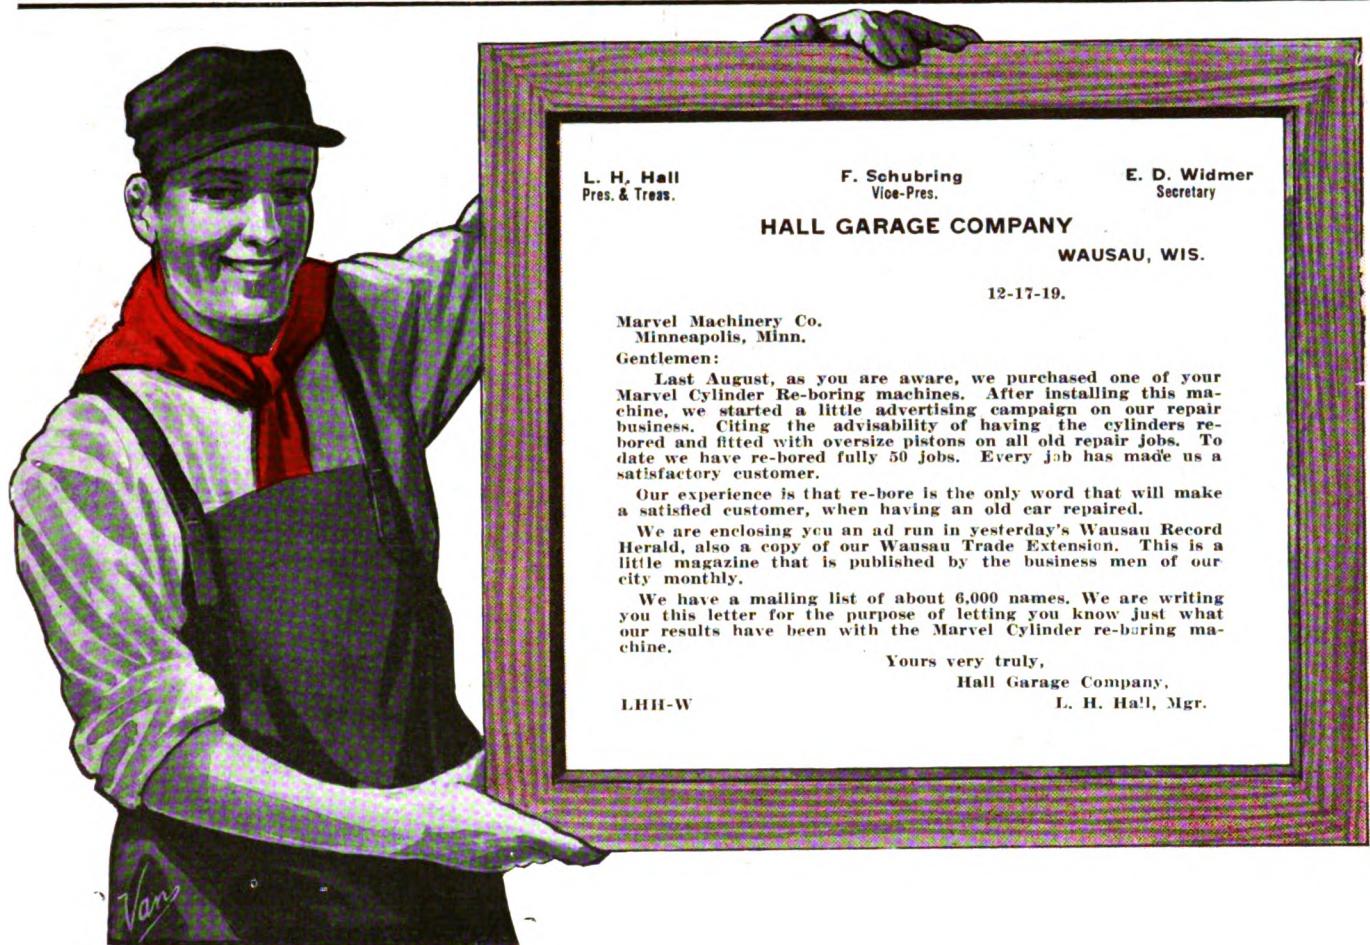 L. H. Hall F. Schubring E. D. Widmer
Pres. & Treas. Vice-Pres. Secretary
HALL GARAGE COMPANY
WAUSAU, WIS.
12-17-19.
Marvel Machinery Co.
Minneapolis, Minn.
Gentlemen:
Last August, as you are aware, we purchased one of your
Marvel Cylinder Re-boring machines. After installing this ma-
chine, we started a little advertising campaign on our repair
business. Citing the advisability of having the cylinders re-
bored and fitted with oversize pistons on all old repair jobs. To
date we have re-bored fully 50 jobs. Every job has made us a
satisfactory customer.
Our experience is that re-bore is the only word that will make
a satisfied customer, when having an old car repaired.
We are enclosing you an ad run in yesterday's Wausau Record
Herald, also a copy of our Wausau Trade Extension. This is a
little magazine that is published by the business men of our
city monthly.
We have a mailing list of about 6,000 names. We are writing
you this letter for the purpose of letting you know just what
our results have been with the Marvel Cylinder re-boring ma-
chine.
Yours very truly,
Hall Garage Company,
LHH-W L. H. Hall, Mgr.
Vans